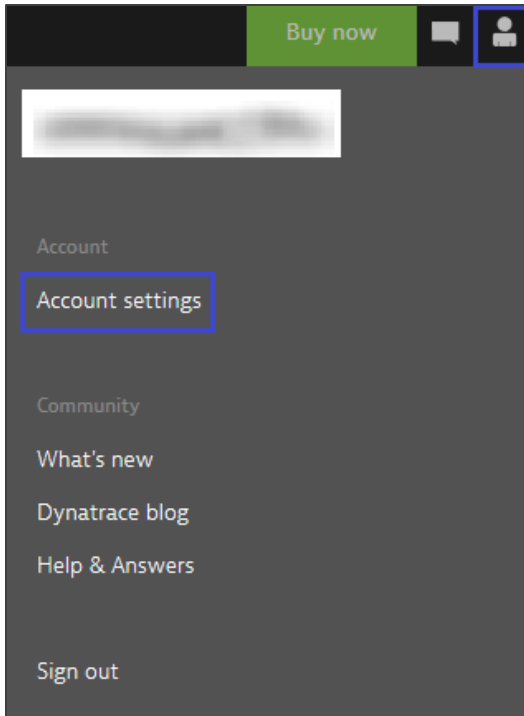 Buy now
Account
Account settings
Community
What's new
Dynatrace blog
Help & Answers
Sign out